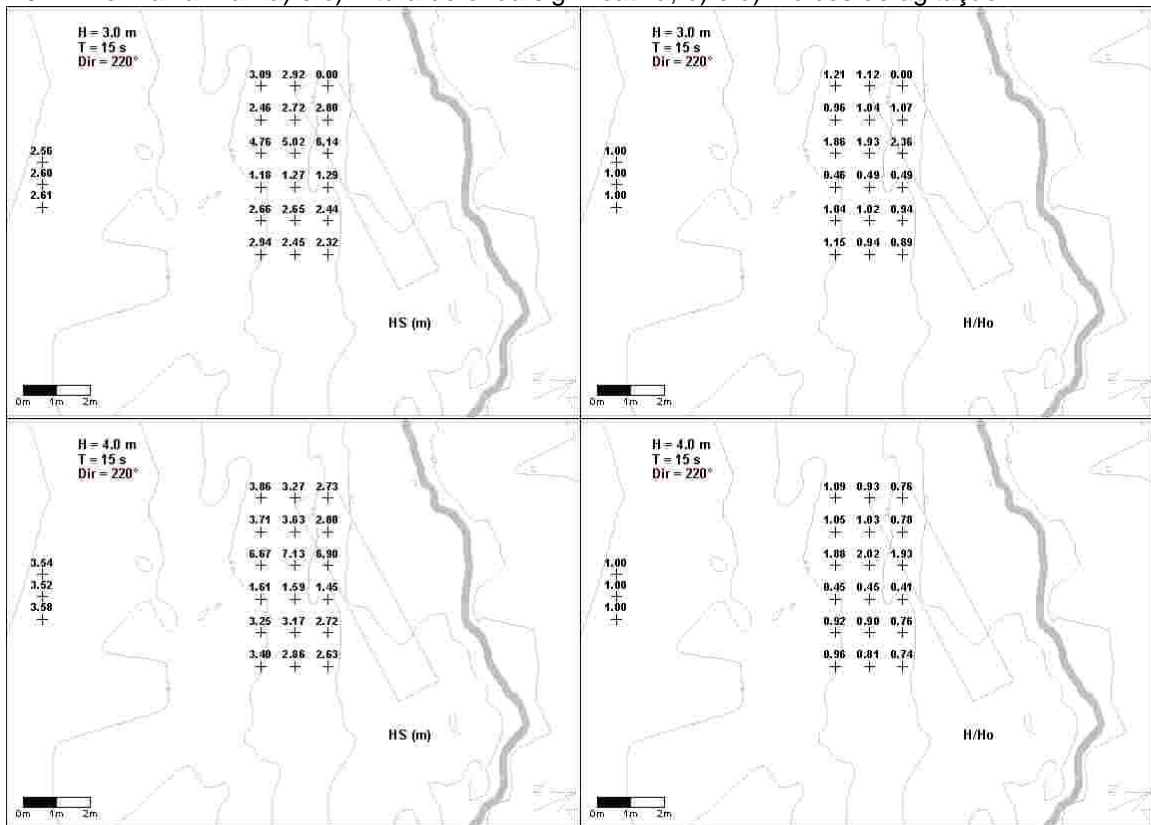 a) e c) Altura de onda significativa, b) e d) Índices de agitação
H = 3.0 m
T = 15 s
Dir = 220°
3.09 2.92 0.00
2.46 2.72 2.80
4.76 5.02 6.14
2.56
2.60
2.61
1.18 1.27 1.29
2.66 2.65 2.44
2.94 2.45 2.32
HS (m)
0m 1m 2m
H = 3.0 m
T = 15 s
Dir = 220°
1.21 1.12 0.00
0.96 1.04 1.07
1.86 1.93 2.36
1.00
1.00
1.00
0.46 0.49 0.49
1.04 1.02 0.94
1.15 0.94 0.89
H/Ho
0m 1m 2m
H = 4.0 m
T = 15 s
Dir = 220°
3.86 3.27 2.73
3.71 3.63 2.80
6.67 7.13 6.90
3.54
3.52
3.58
1.61 1.59 1.45
3.25 3.17 2.72
3.40 2.86 2.63
HS (m)
0m 1m 2m
H = 4.0 m
T = 15 s
Dir = 220°
1.09 0.93 0.76
1.05 1.03 0.78
1.88 2.02 1.93
1.00
1.00
1.00
0.45 0.45 0.41
0.92 0.90 0.76
0.96 0.81 0.74
H/Ho
0m 1m 2m